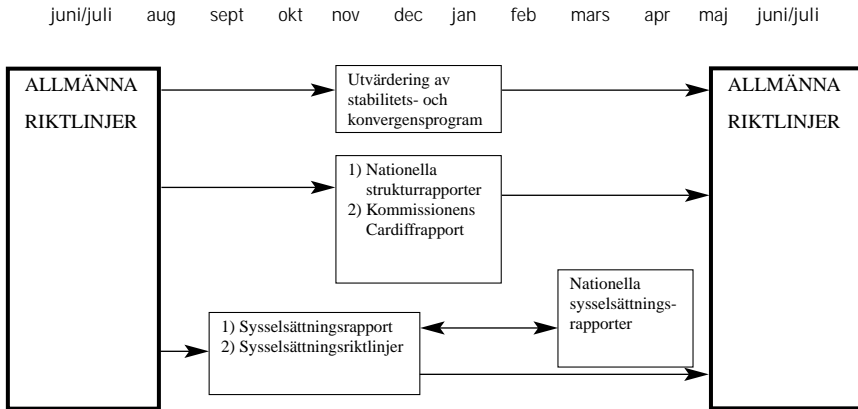 juni/juli aug sept okt nov dec jan feb mars apr maj juni/juli
ALLMÄNNA
RIKTLINJER
Utvärdering av
stabilitets- och
konvergensprogram
1) Nationella
strukturrapporter
2) Kommissionens
Cardiffrapport
1) Sysselsättningsrapport
2) Sysselsättningsriktlinjer
Nationella
sysselsättnings-
rapporter
ALLMÄNNA
RIKTLINJER